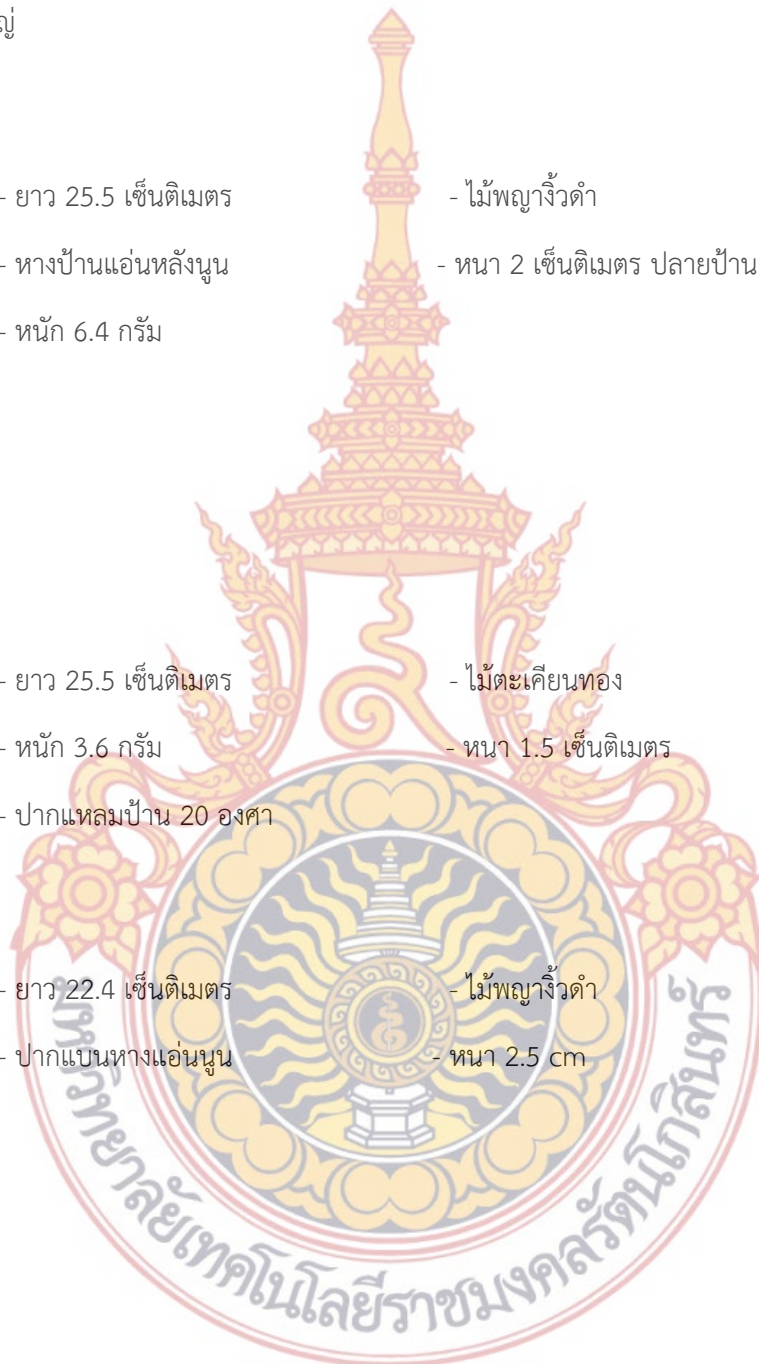 - ยาว 25.5 เซ็นติเมตร - ไม้พญางิ้วดำ
- หางป้านแอ่นหลังนูน - หนา 2 เซ็นติเมตร ปลายป้าน
- หนัก 6.4 กรัม
- ยาว 25.5 เซ็นติเมตร - ไม้ตะเคียนทอง
- หนัก 3.6 กรัม - หนา 1.5 เซ็นติเมตร
- ปากแหลมป้าน 20 องศา
- ยาว 22.4 เซ็นติเมตร - ไม้พญางิ้วดำ
- ปากแบนหางแอ่นนูน - หนา 2.5 cm
มหาวิทยาลัยเทคโนโลยีราชมงคลรัตนโกสินทร์